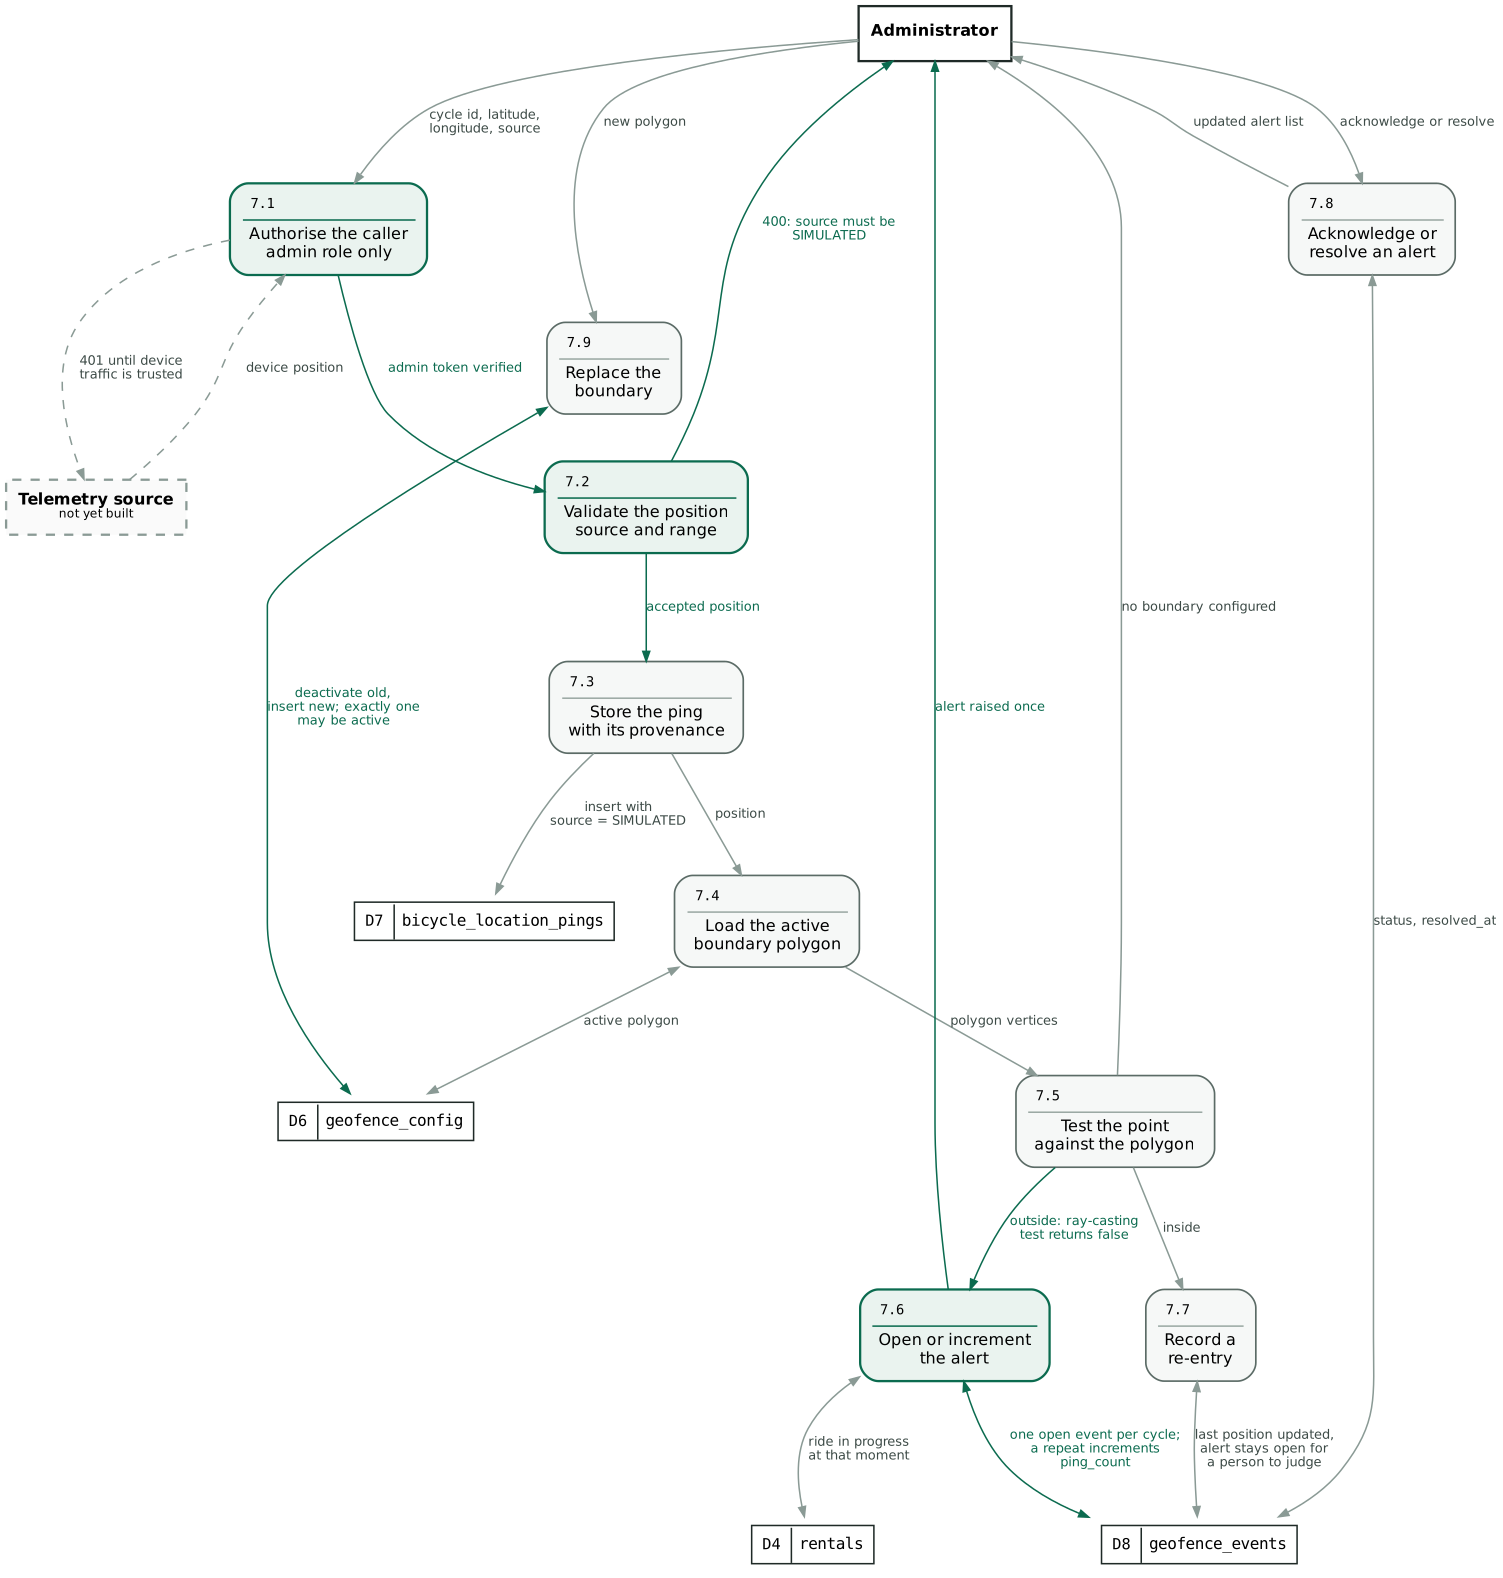 Administrator
cycle id, latitude,
longitude, source
new polygon
updated alert list
acknowledge or resolve
7.1
Authorise the caller
admin role only
400: source must be
SIMULATED
7.8
Acknowledge or
resolve an alert
401 until device
traffic is trusted
device position
admin token verified
7.9
Replace the
boundary
Telemetry source
not yet built
7.2
Validate the position
source and range
accepted position
no boundary configured
deactivate old,
insert new; exactly one
may be active
7.3
Store the ping
with its provenance
alert raised once
insert with
source = SIMULATED
position
D7
bicycle_location_pings
7.4
Load the active
boundary polygon
status, resolved_at
active polygon
polygon vertices
D6
geofence_config
7.5
Test the point
against the polygon
outside: ray-casting
test returns false
inside
7.6
Open or increment
the alert
7.7
Record a
re-entry
ride in progress
at that moment
one open event per cycle;
a repeat increments
ping_count
last position updated,
alert stays open for
a person to judge
D4
rentals
D8
geofence_events